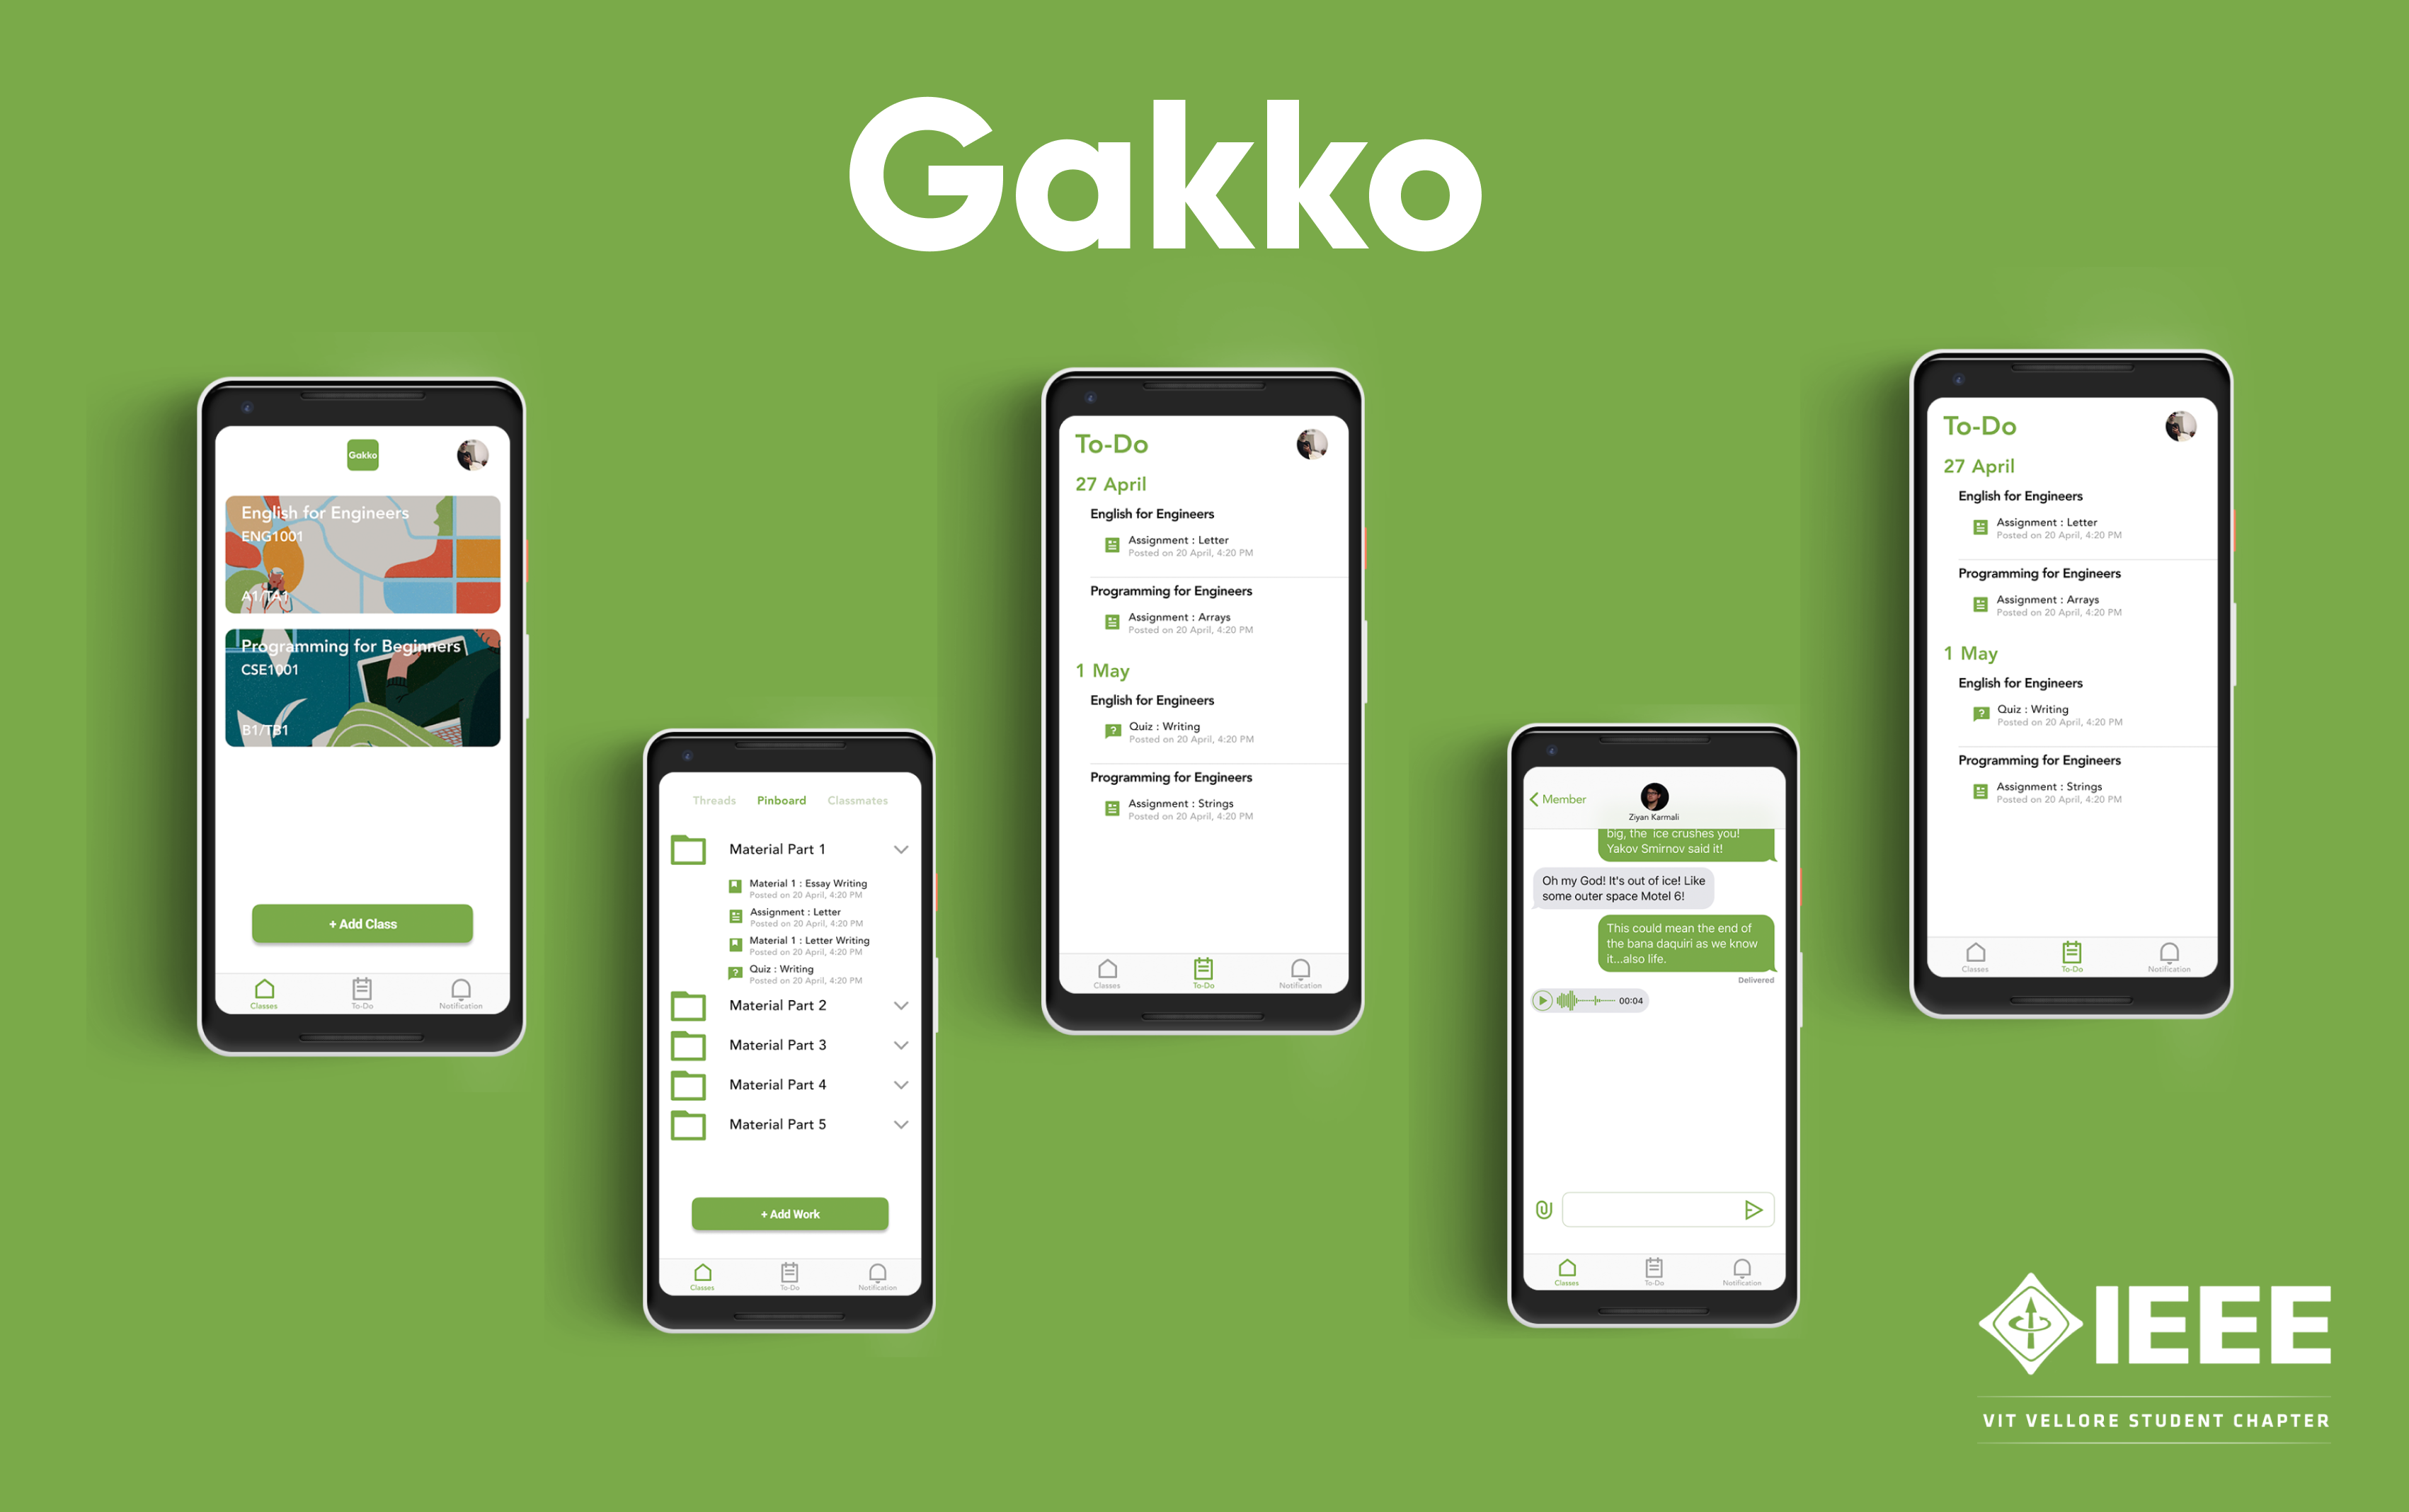 Gakko
Gakko
English for Engineers
ENG1001
A1/TA1
Programming for Beginners
CSE1001
B1/TB1
+ Add Class
Classes
To-Do
Notification
Threads
Pinboard
Classmates
Material Part 1
Material 1 : Essay Writing
Posted on 20 April, 4:20 PM
Assignment : Letter
Posted on 20 April, 4:20 PM
Material 1 : Letter Writing
Posted on 20 April, 4:20 PM
Quiz : Writing
Posted on 20 April, 4:20 PM
Material Part 2
Material Part 3
Material Part 4
Material Part 5
+ Add Work
Classes
To-Do
Notification
To-Do
27 April
English for Engineers
Assignment : Letter
Posted on 20 April, 4:20 PM
Programming for Engineers
Assignment : Arrays
Posted on 20 April, 4:20 PM
1 May
English for Engineers
Quiz : Writing
Posted on 20 April, 4:20 PM
Programming for Engineers
Assignment : Strings
Posted on 20 April, 4:20 PM
Classes
To-Do
Notification
Member
Ziyan Karmali
big, the ice crushes you!
Yakov Smirnov said it!
Oh my God! It's out of ice! Like
some outer space Motel 6!
This could mean the end of
the bana daquiri as we know
it...also life.
Delivered
00:04
Classes
To-Do
Notification
To-Do
27 April
English for Engineers
Assignment : Letter
Posted on 20 April, 4:20 PM
Programming for Engineers
Assignment : Arrays
Posted on 20 April, 4:20 PM
1 May
English for Engineers
Quiz : Writing
Posted on 20 April, 4:20 PM
Programming for Engineers
Assignment : Strings
Posted on 20 April, 4:20 PM
Classes
To-Do
Notification
IEEE
VIT VELLORE STUDENT CHAPTER